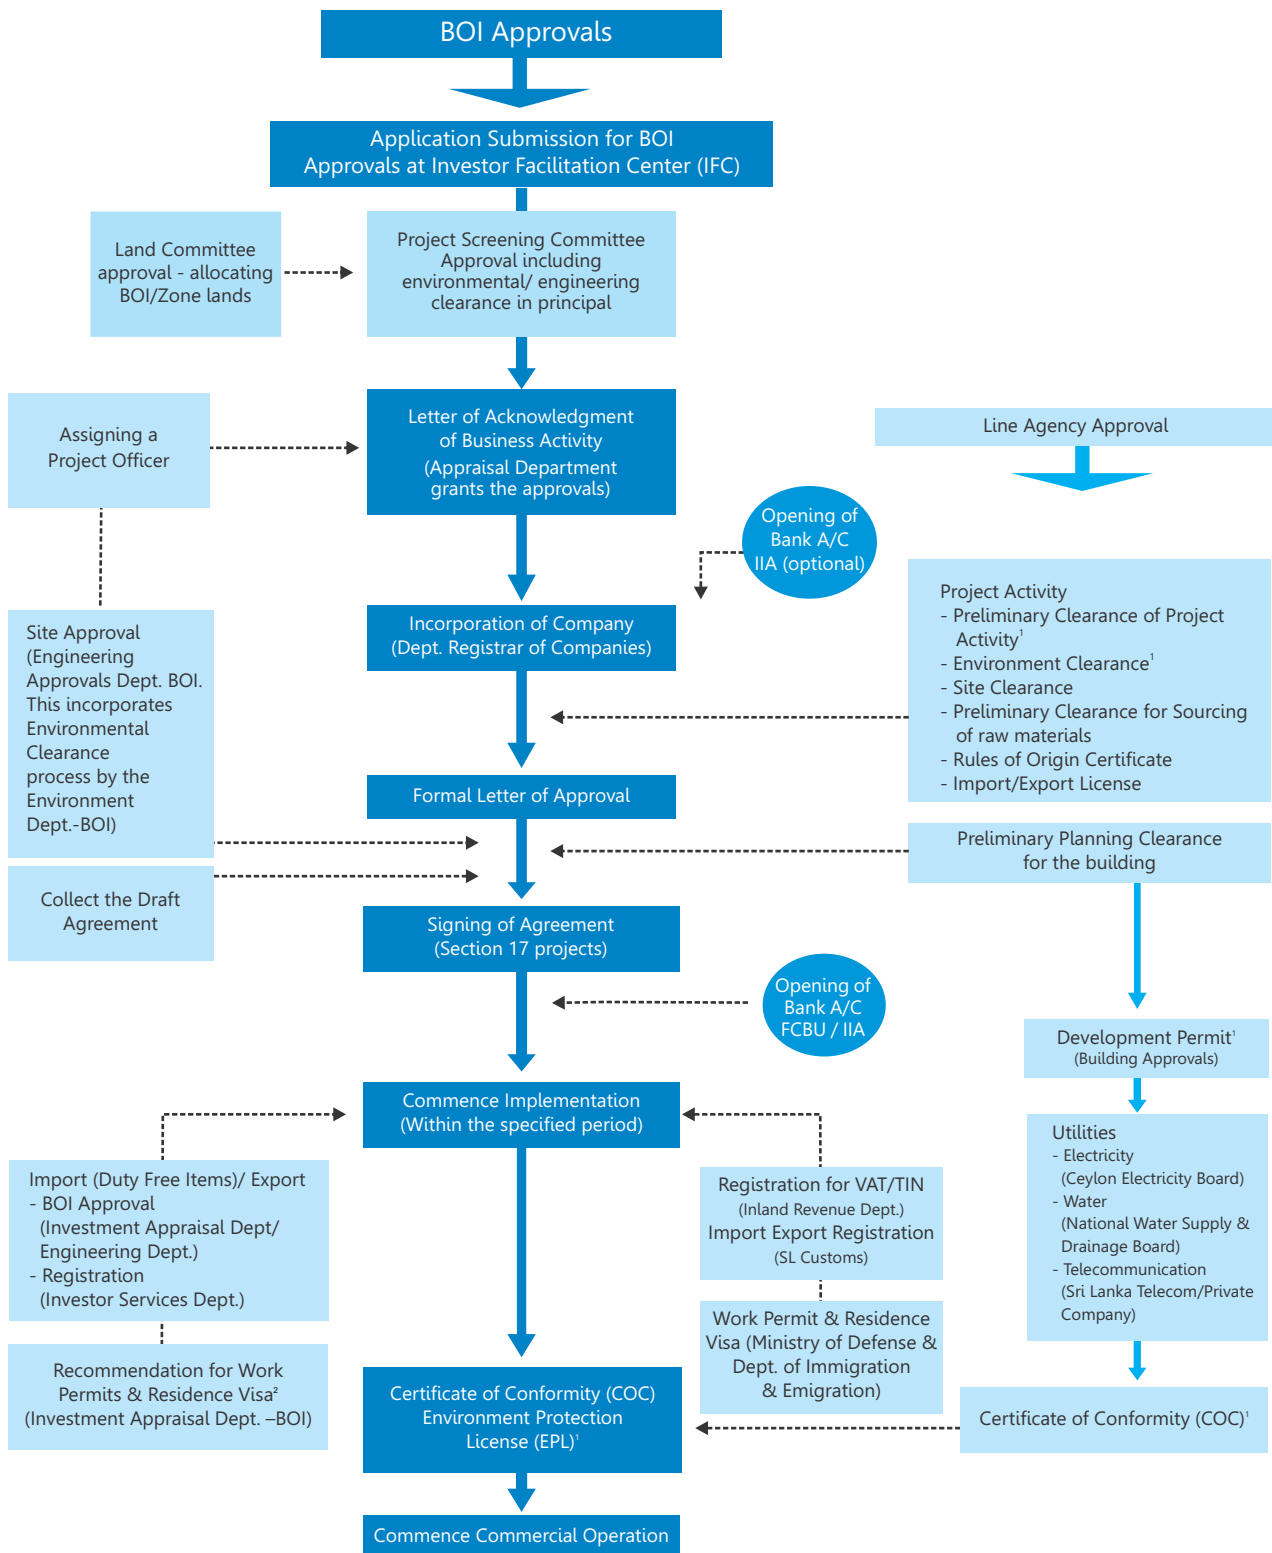 BOI Approvals
Application Submission for BOI
Approvals at Investor Facilitation Center (IFC)
Land Committee
approval - allocating
BOI/Zone lands
Project Screening Committee
Approval including
environmental/ engineering
clearance in principal
Assigning a
Project Officer
Letter of Acknowledgment
of Business Activity
(Appraisal Department
grants the approvals)
Line Agency Approval
Opening of
Bank A/C
IIA (optional)
Site Approval
(Engineering
Approvals Dept. BOI.
This incorporates
Environmental
Clearance
process by the
Environment
Dept.-BOI)
Incorporation of Company
(Dept. Registrar of Companies)
Project Activity
- Preliminary Clearance of Project
Activity¹
- Environment Clearance¹
- Site Clearance
- Preliminary Clearance for Sourcing
of raw materials
- Rules of Origin Certificate
- Import/Export License
Formal Letter of Approval
Preliminary Planning Clearance
for the building
Collect the Draft
Agreement
Signing of Agreement
(Section 17 projects)
Opening of
Bank A/C
FCBU / IIA
Development Permit¹
(Building Approvals)
Commence Implementation
(Within the specified period)
Utilities
- Electricity
(Ceylon Electricity Board)
- Water
(National Water Supply &
Drainage Board)
- Telecommunication
(Sri Lanka Telecom/Private
Company)
Import (Duty Free Items)/ Export
- BOI Approval
(Investment Appraisal Dept/
Engineering Dept.)
- Registration
(Investor Services Dept.)
Registration for VAT/TIN
(Inland Revenue Dept.)
Import Export Registration
(SL Customs)
Work Permit & Residence
Visa (Ministry of Defense &
Dept. of Immigration
& Emigration)
Recommendation for Work
Permits & Residence Visa²
(Investment Appraisal Dept. –BOI)
Certificate of Conformity (COC)
Environment Protection
License (EPL)¹
Certificate of Conformity (COC)¹
Commence Commercial Operation